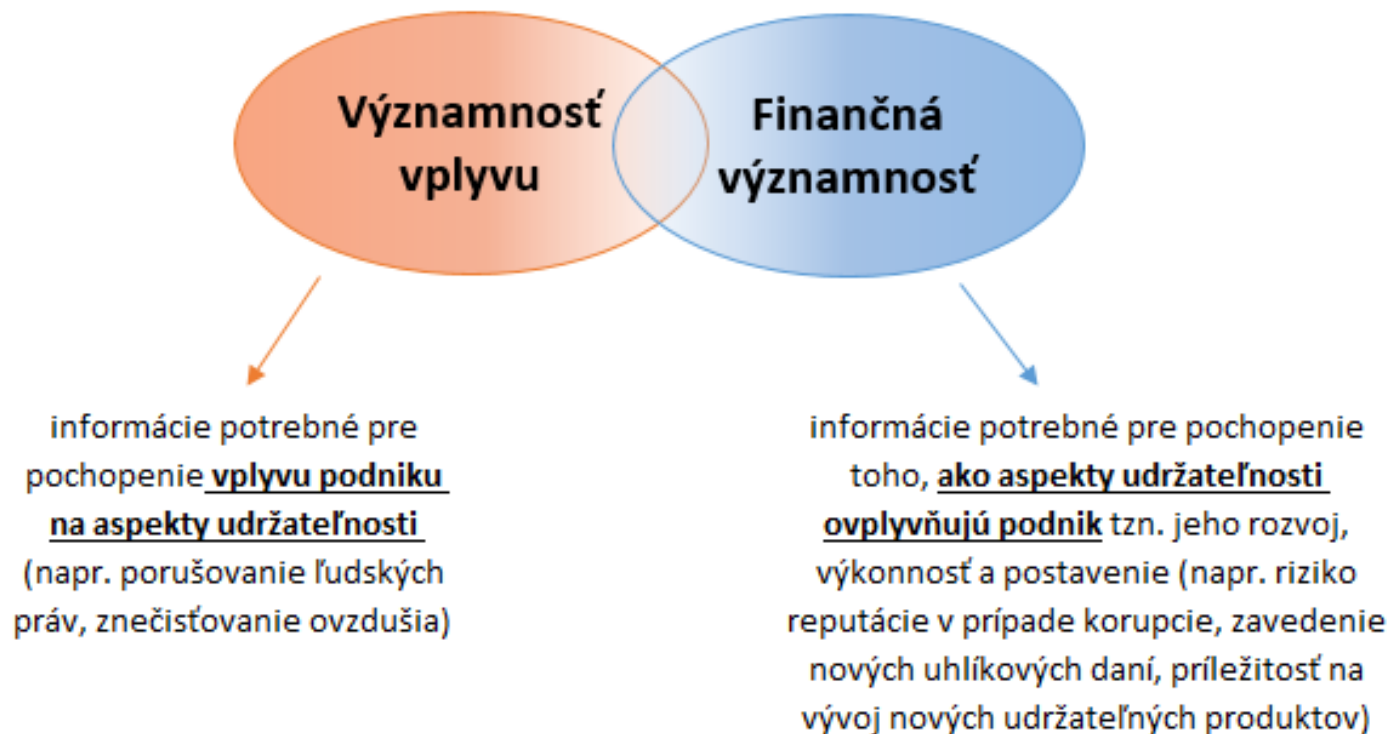 Významnosť
vplyvu
Finančná
významnosť
informácie potrebné pre
pochopenie vplyvu podniku
na aspekty udržateľnosti
(napr. porušovanie ľudských
práv, znečisťovanie ovzdušia)
informácie potrebné pre pochopenie
toho, ako aspekty udržateľnosti
ovplyvňujú podnik tzn. jeho rozvoj,
výkonnosť a postavenie (napr. riziko
reputácie v prípade korupcie, zavedenie
nových uhlíkových daní, príležitosť na
vývoj nových udržateľných produktov)